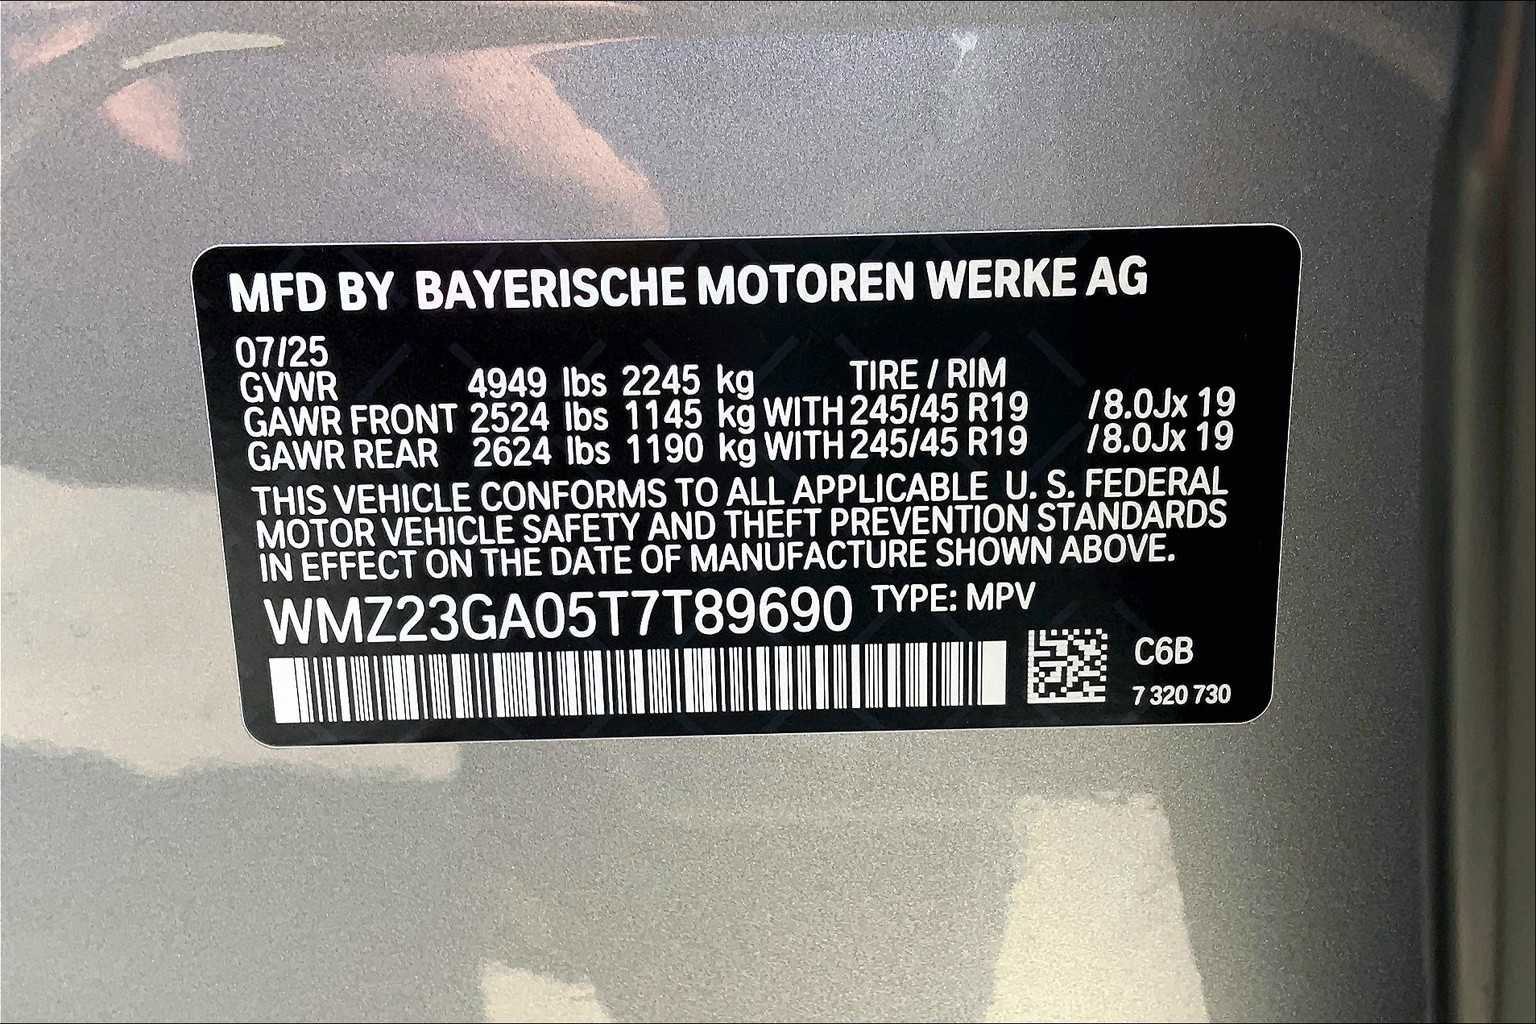 MFD BY BAYERISCHE MOTOREN WERKE AG
07/25
GVWR 4949 lbs 2245 kg TIRE / RIM
GAWR FRONT 2524 lbs 1145 kg WITH 245/45 R19 /8.0Jx 19
GAWR REAR 2624 lbs 1190 kg WITH 245/45 R19 /8.0Jx 19
THIS VEHICLE CONFORMS TO ALL APPLICABLE U. S. FEDERAL
MOTOR VEHICLE SAFETY AND THEFT PREVENTION STANDARDS
IN EFFECT ON THE DATE OF MANUFACTURE SHOWN ABOVE.
WMZ23GA05T7T89690 TYPE: MPV
C6B
7 320 730